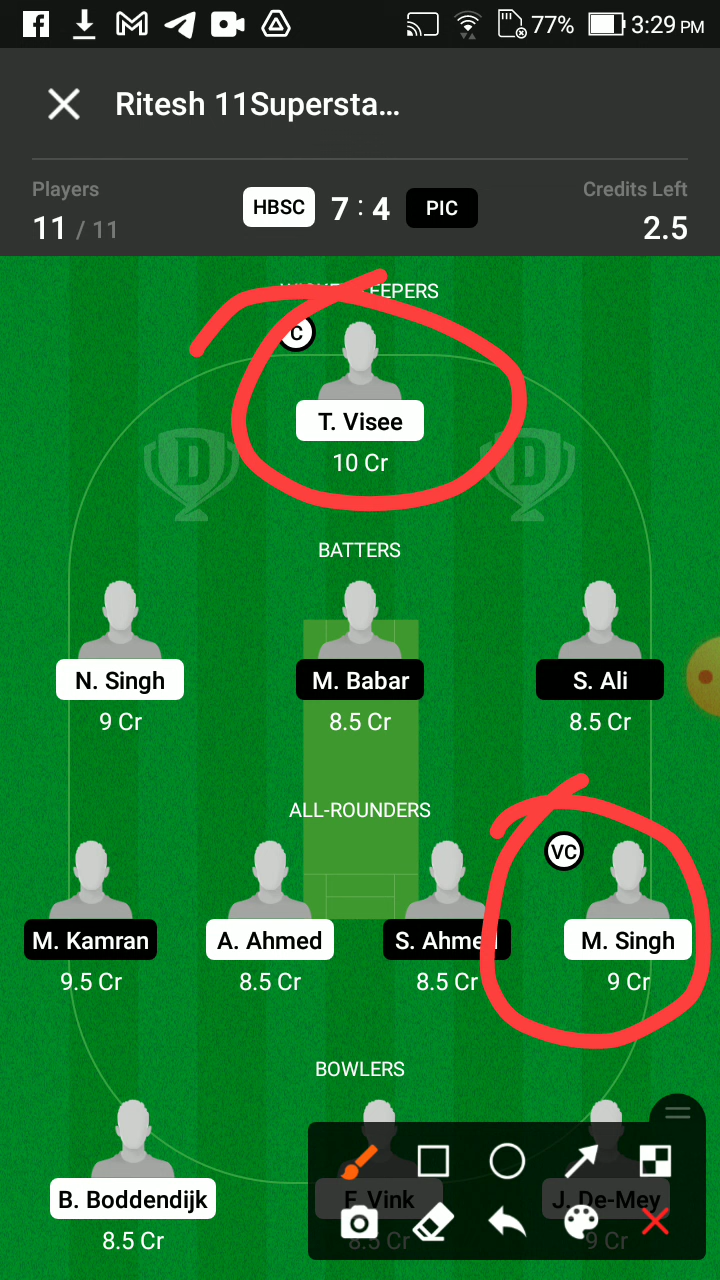 77% 3:29 PM
Ritesh 11Supersta...
Players
Credits Left
11 / 11
HBSC 7 : 4 PIC
2.5
C
T. Visee
10 Cr
BATTERS
N. Singh M. Babar S. Ali
9 Cr 8.5 Cr 8.5 Cr
ALL-ROUNDERS
VC
M. Kamran A. Ahmed S. Ahmed M. Singh
9.5 Cr 8.5 Cr 8.5 Cr 9 Cr
BOWLERS
B. Boddendijk F. Vink J. De-Mey
8.5 Cr 8.5 Cr 9 Cr